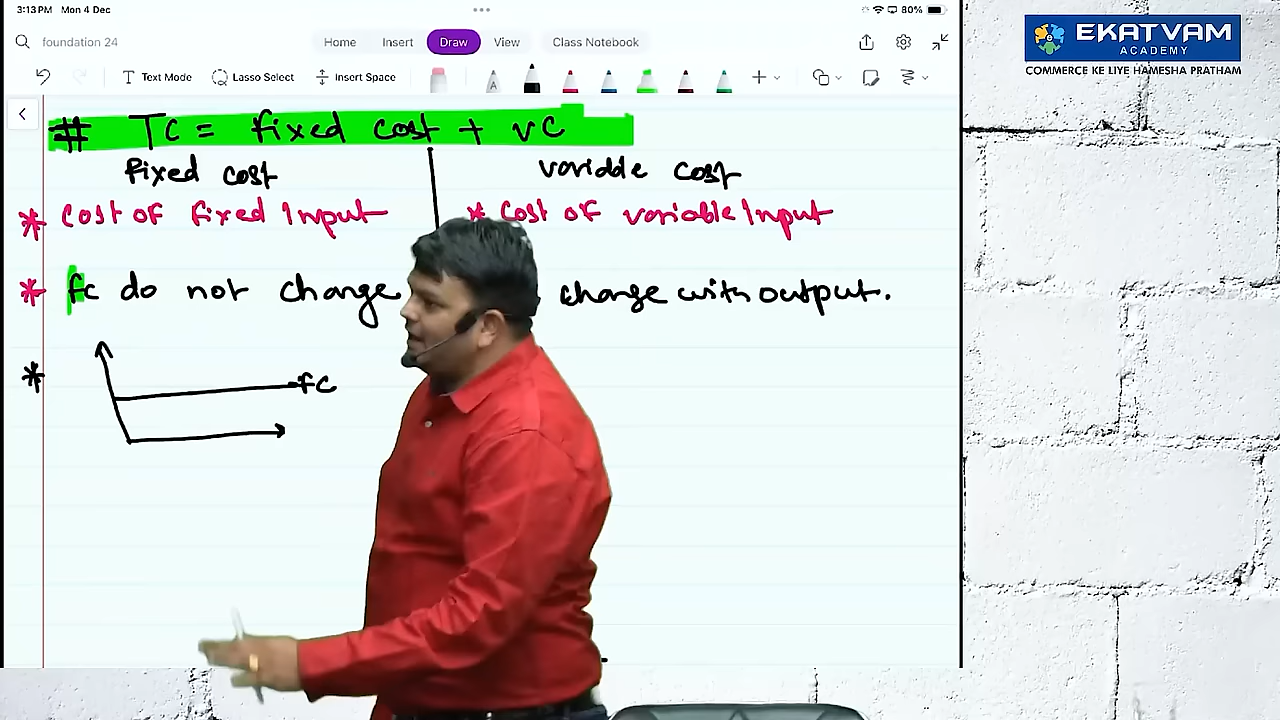 3:13 PM Mon 4 Dec
80%
foundation 24
Home Insert Draw View Class Notebook
Text Mode Lasso Select Insert Space
EKATVAM
ACADEMY
COMMERCE KE LIYE HAMESHA PRATHAM
# TC = fixed cost + VC
fixed cost
variable cost
* Cost of fixed Input
* Cost of variable Input
* fc do not change
change with output.
*
fc